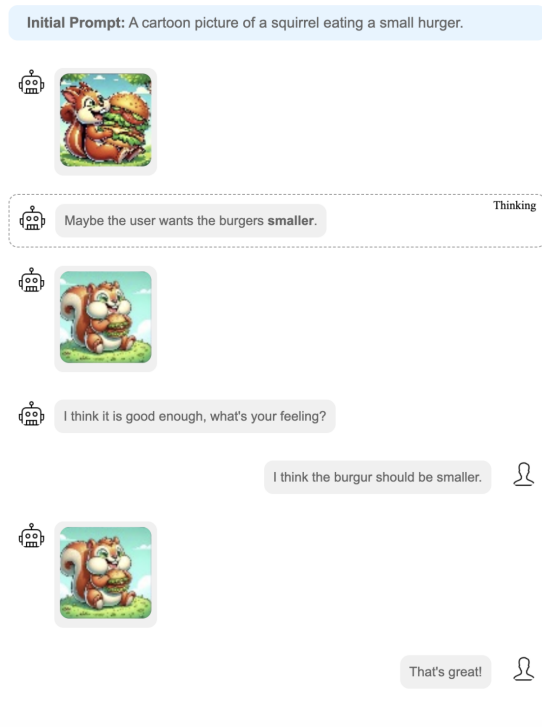 Initial Prompt: A cartoon picture of a squirrel eating a small hurger.
Thinking
Maybe the user wants the burgers smaller.
I think it is good enough, what's your feeling?
I think the burgur should be smaller.
That's great!